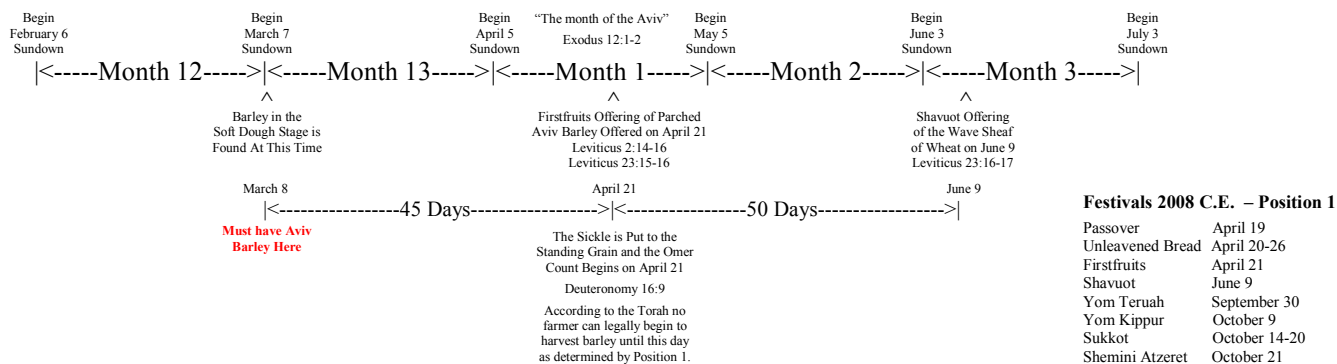 Begin
February 6
Sundown
Begin
March 7
Sundown
Begin
April 5
Sundown
“The month of the Aviv”
Exodus 12:1-2
Begin
May 5
Sundown
Begin
June 3
Sundown
Begin
July 3
Sundown
|<------Month 12------>|<------Month 13------>|<------Month 1------>|<------Month 2------>|<------Month 3------>|
^
Barley in the
Soft Dough Stage is
Found At This Time
^
Firstfruits Offering of Parched
Aviv Barley Offered on April 21
Leviticus 2:14-16
Leviticus 23:15-16
^
Shavuot Offering
of the Wave Sheaf
of Wheat on June 9
Leviticus 23:16-17
March 8
April 21
June 9
|<-----------------45 Days----------------->|<-----------------50 Days----------------->|
Must have Aviv
Barley Here
The Sickle is Put to the
Standing Grain and the Omer
Count Begins on April 21
Deuteronomy 16:9
According to the Torah no
farmer can legally begin to
harvest barley until this day
as determined by Position 1.
Festivals 2008 C.E. – Position 1
Passover April 19
Unleavened Bread April 20-26
Firstfruits April 21
Shavuot June 9
Yom Teruah September 30
Yom Kippur October 9
Sukkot October 14-20
Shemini Atzeret October 21